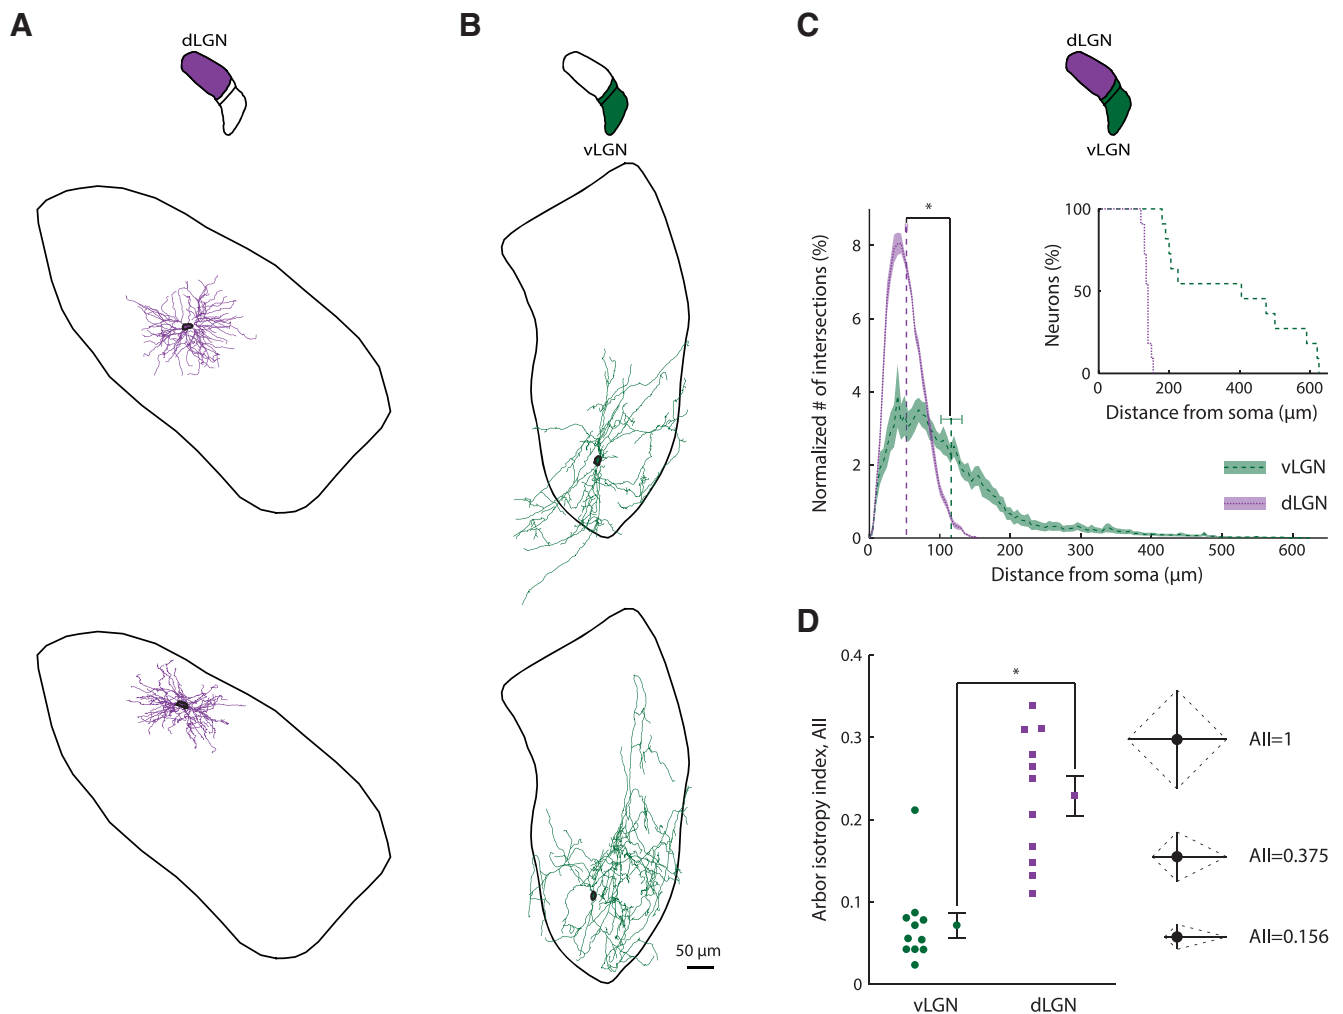 A
dLGN
B
vLGN
50 µm
C
dLGN
vLGN
Normalized # of intersections (%)
8
6
4
2
0
*
0 100 200 300 400 500 600
Distance from soma (µm)
Neurons (%)
100
50
0
0 200 400 600
Distance from soma (µm)
vLGN
dLGN
D
Arbor isotropy index, AII
0.4
0.3
0.2
0.1
0
*
vLGN dLGN
AII=1
AII=0.375
AII=0.156